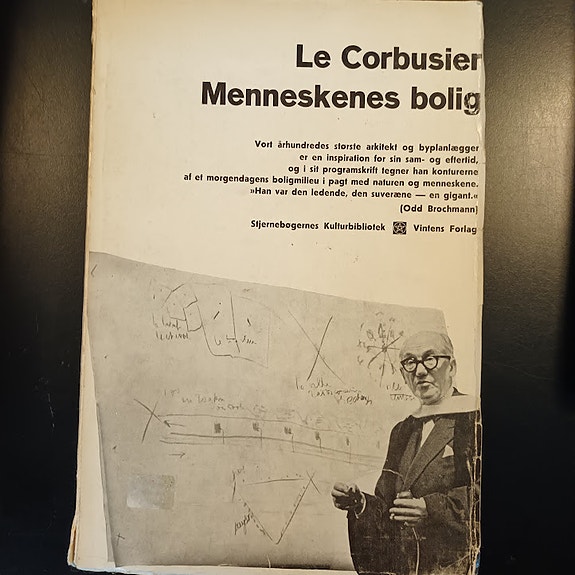 Le Corbusier
Menneskenes bolig
Vort århundredes største arkitekt og byplanlægger
er en inspiration for sin sam- og eftertid,
og i sit programskrift tegner han konturerne
af et morgendagens boligmilieu i pagt med naturen og menneskene.
»Han var den ledende, den suveræne — en gigant.«
(Odd Brochmann)
Stjernebøgernes Kulturbibliotek Vintens Forlag